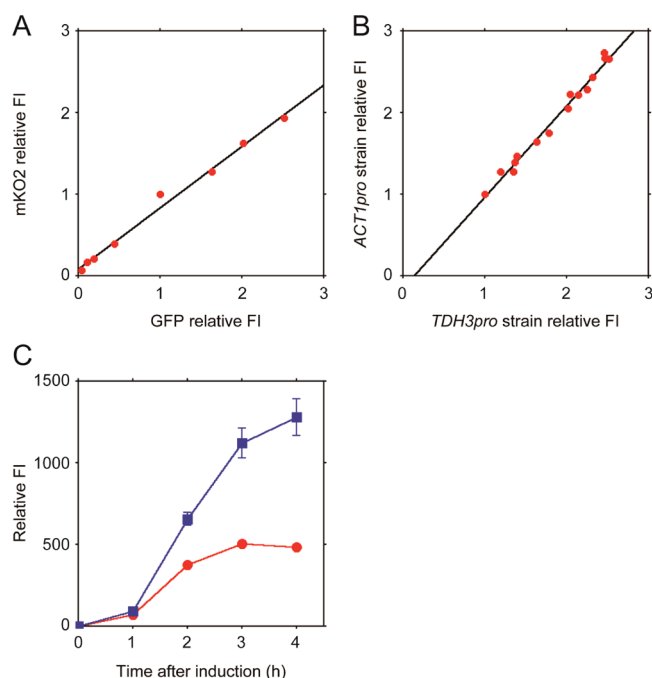 A
3
2
1
0
mKO2 relative FI
0 1 2 3
GFP relative FI
B
3
2
1
0
ACT1pro strain relative FI
0 1 2 3
TDH3pro strain relative FI
C
1500
1000
500
0
Relative FI
0 1 2 3 4
Time after induction (h)